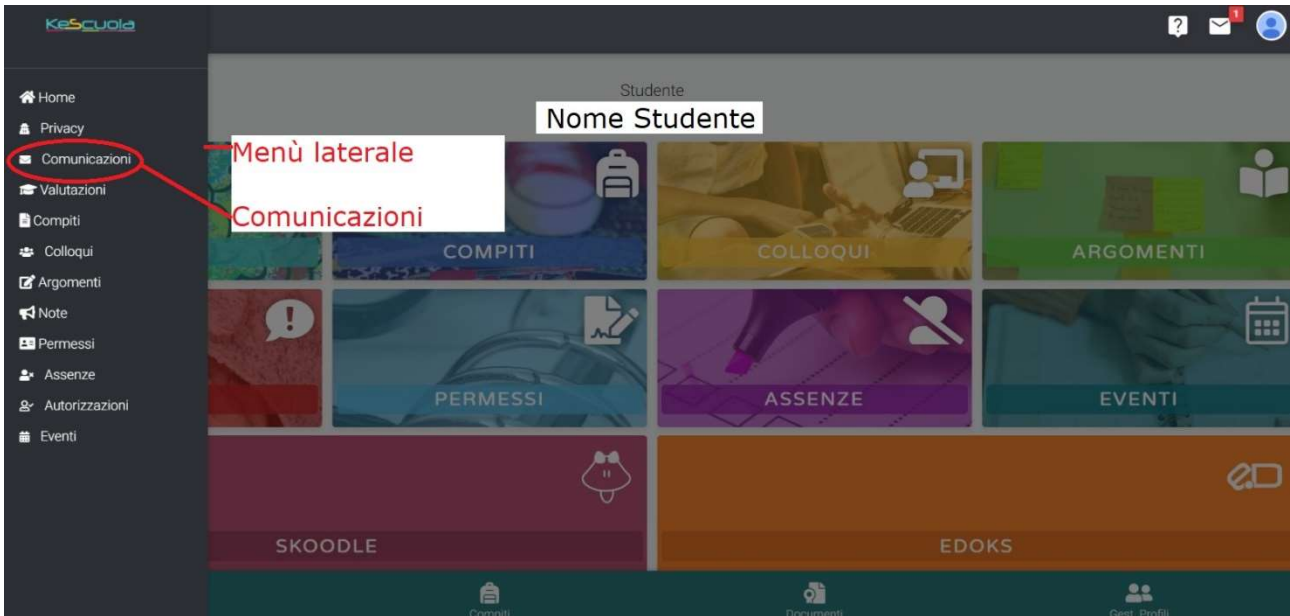 KeScuola
1
Home
Privacy
Comunicazioni
Valutazioni
Compiti
Colloqui
Argomenti
Note
Permessi
Assenze
Autorizzazioni
Eventi
Studente
Nome Studente
Menù laterale
Comunicazioni
COMPITI
COLLOQUI
ARGOMENTI
PERMESSI
ASSENZE
EVENTI
SKOODLE
EDOKS
Compiti
Documenti
Gest. Profili